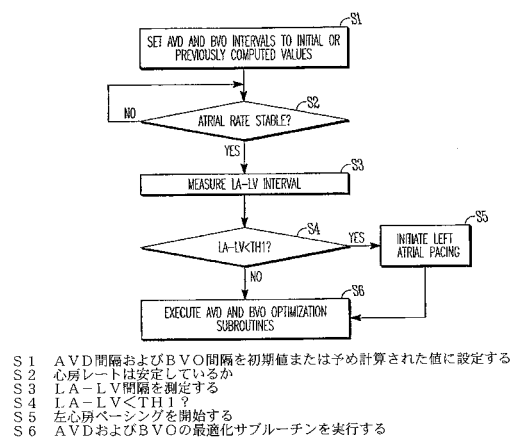 S1
SET AVD AND BVO INTERVALS TO INITIAL OR
PREVIOUSLY COMPUTED VALUES
S2
NO
ATRIAL RATE STABLE?
YES
S3
MEASURE LA-LV INTERVAL
S4
LA-LV<TH1?
YES
S5
INITIATE LEFT
ATRIAL PACING
NO
S6
EXECUTE AVD AND BVO OPTIMIZATION
SUBROUTINES
S1 AVD間隔およびBVO間隔を初期値または予め計算された値に設定する
S2 心房レートは安定しているか
S3 LA-LV間隔を測定する
S4 LA-LV<TH1?
S5 左心房ペーシングを開始する
S6 AVDおよびBVOの最適化サブルーチンを実行する